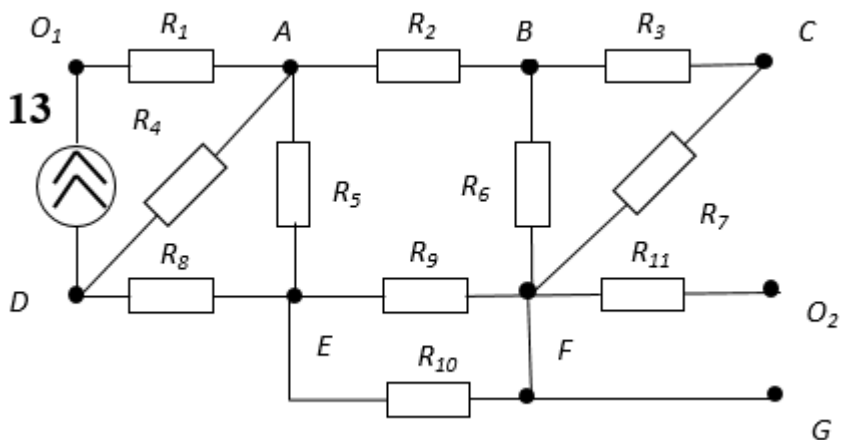 O₁ R₁ A R₂ B R₃ C
13
R₄
R₅ R₆ R₇
D R₈ R₉ R₁₁ O₂
E R₁₀ F
G